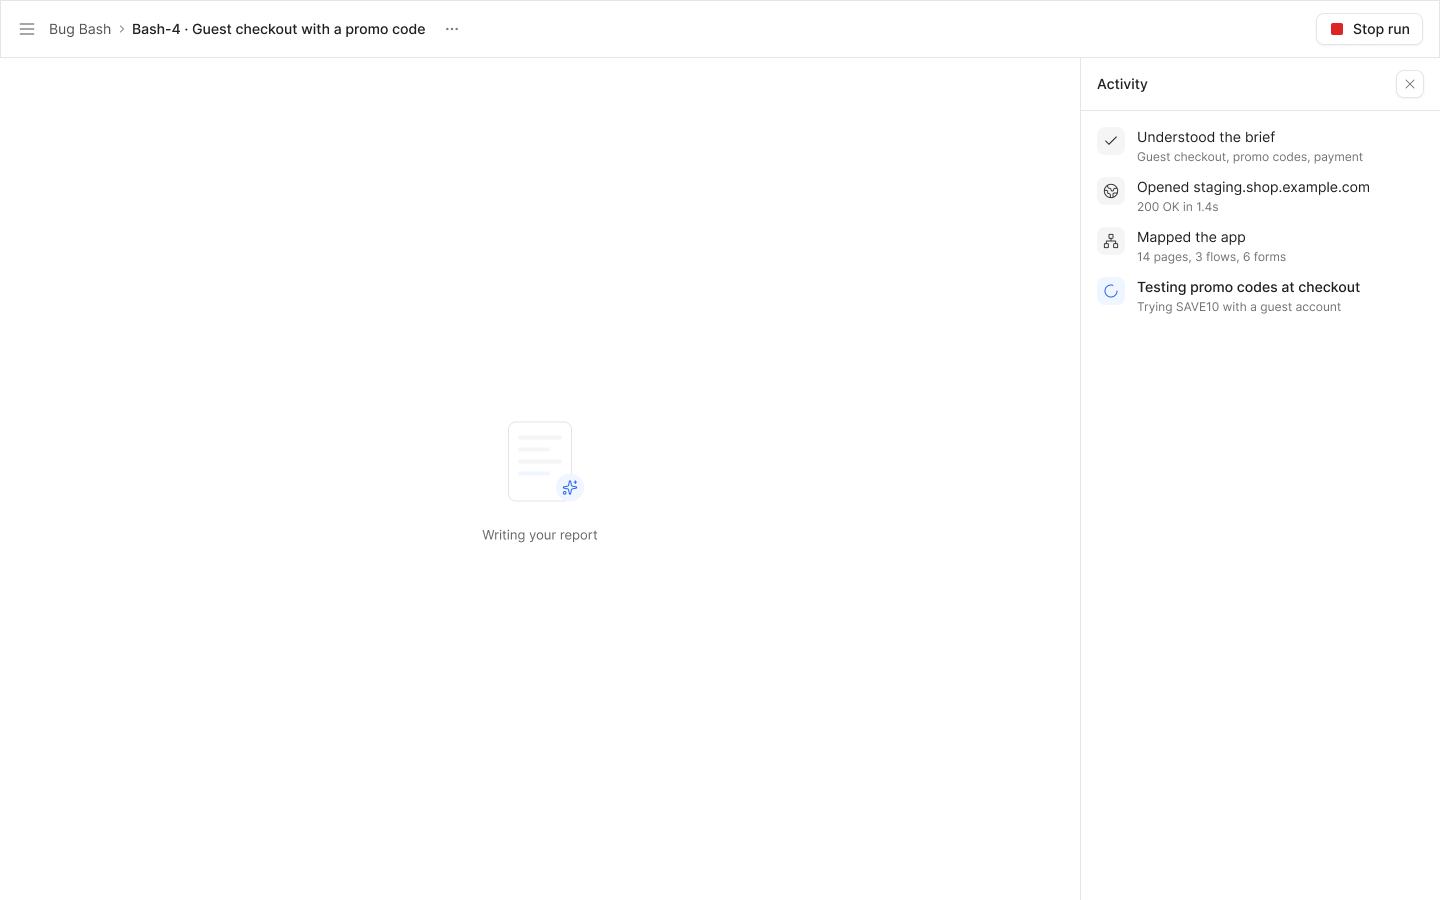 Bug Bash > Bash-4 · Guest checkout with a promo code
Stop run
Activity
Understood the brief
Guest checkout, promo codes, payment
Opened staging.shop.example.com
200 OK in 1.4s
Mapped the app
14 pages, 3 flows, 6 forms
Testing promo codes at checkout
Trying SAVE10 with a guest account
Writing your report